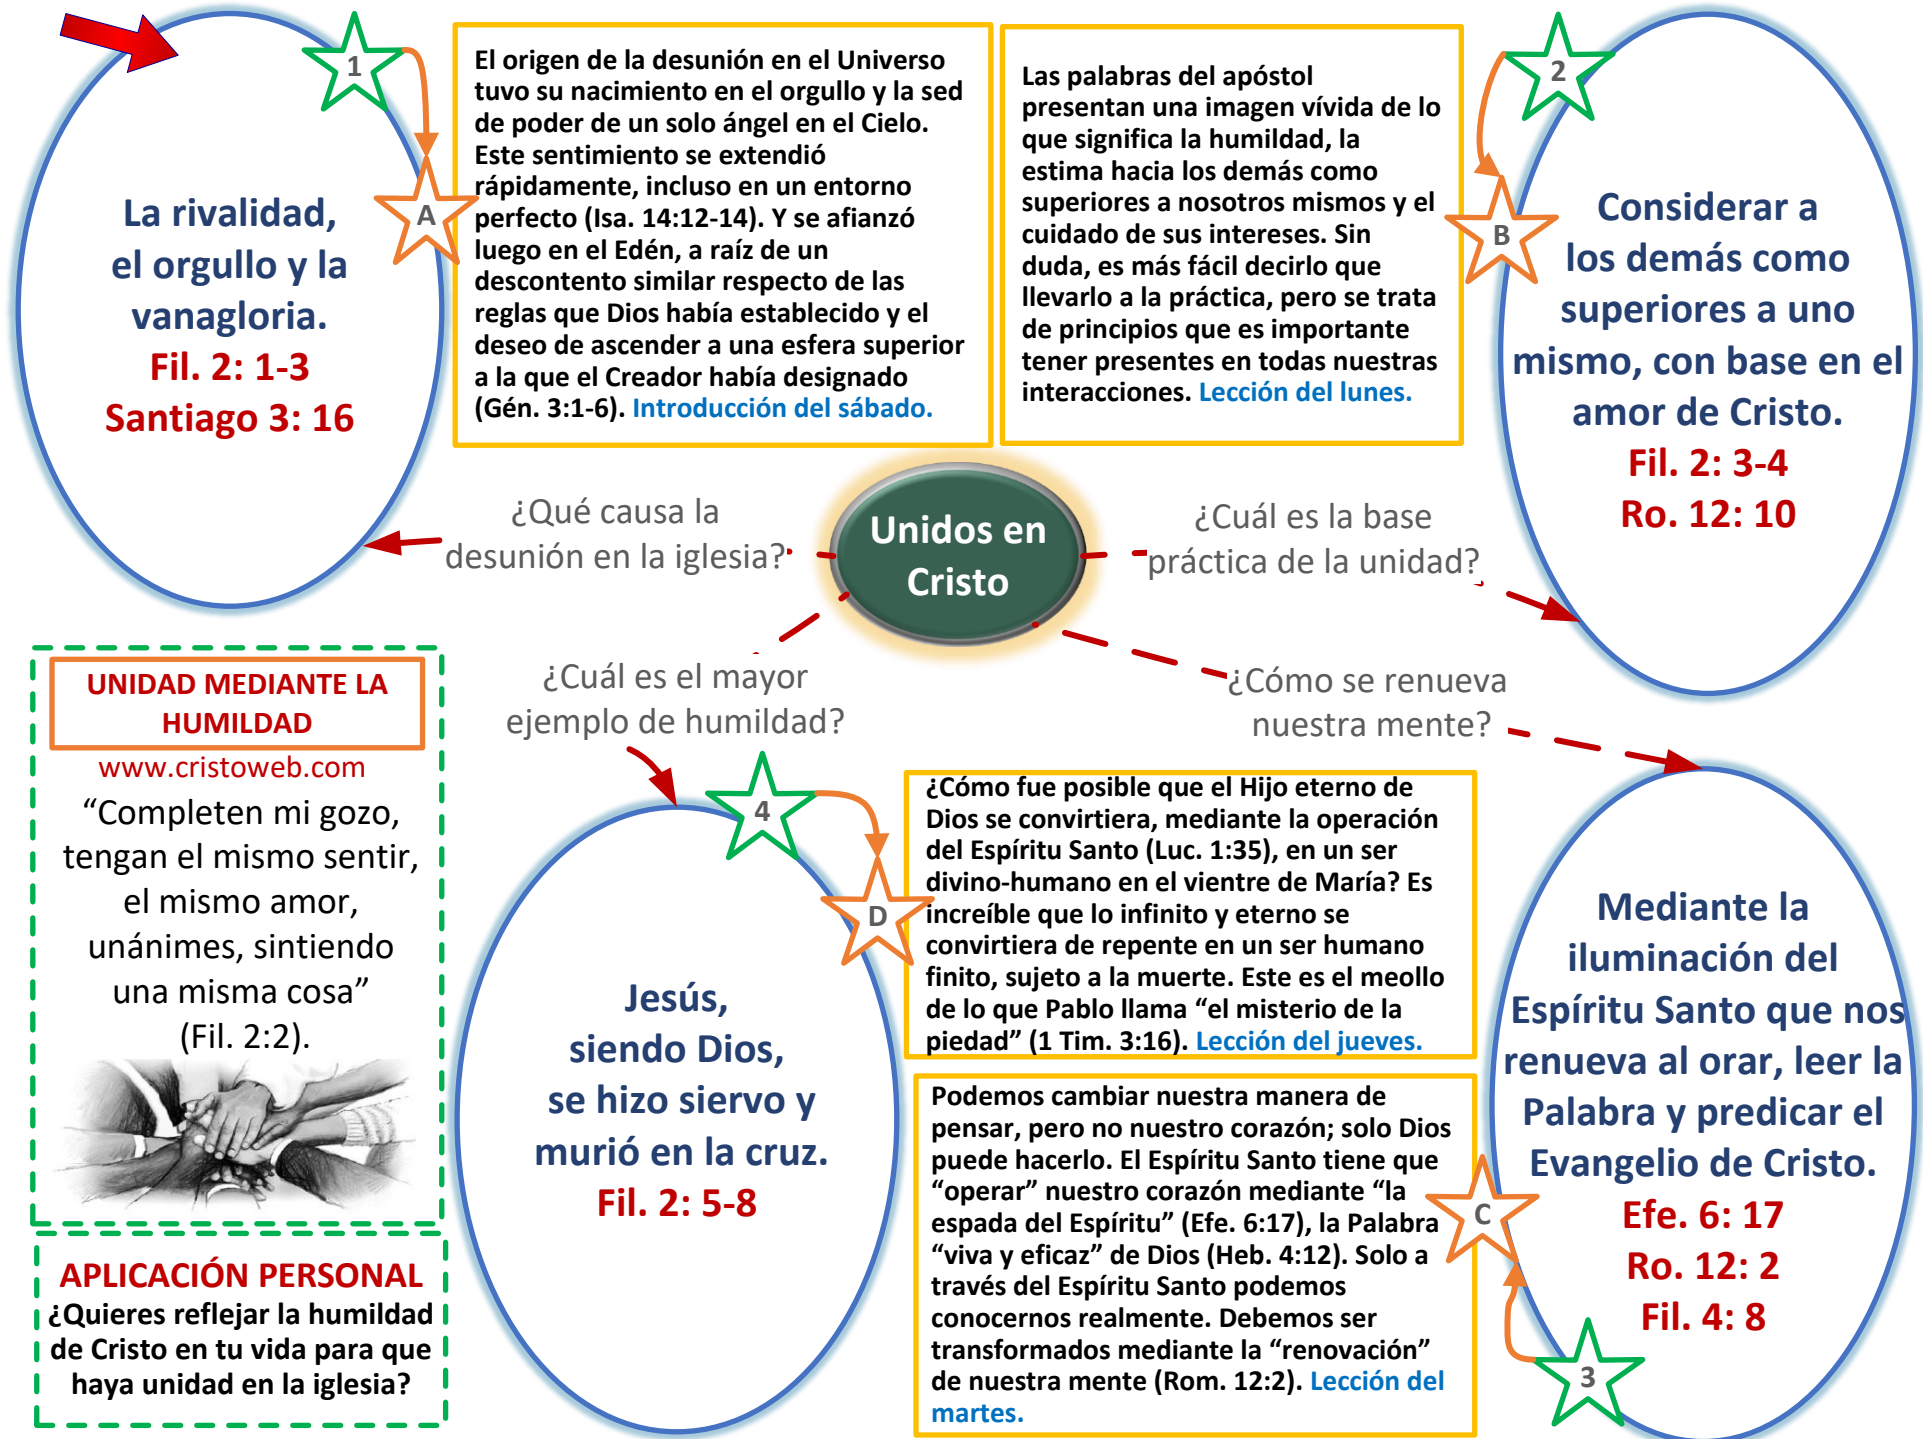 1
La rivalidad,
el orgullo y la
vanagloria.
Fil. 2: 1-3
Santiago 3: 16
A
El origen de la desunión en el Universo
tuvo su nacimiento en el orgullo y la sed
de poder de un solo ángel en el Cielo.
Este sentimiento se extendió
rápidamente, incluso en un entorno
perfecto (Isa. 14:12-14). Y se afianzó
luego en el Edén, a raíz de un
descontento similar respecto de las
reglas que Dios había establecido y el
deseo de ascender a una esfera superior
a la que el Creador había designado
(Gén. 3:1-6). Introducción del sábado.
Las palabras del apóstol
presentan una imagen vívida de lo
que significa la humildad, la
estima hacia los demás como
superiores a nosotros mismos y el
cuidado de sus intereses. Sin
duda, es más fácil decirlo que
llevarlo a la práctica, pero se trata
de principios que es importante
tener presentes en todas nuestras
interacciones. Lección del lunes.
2
B
Considerar a
los demás como
superiores a uno
mismo, con base en el
amor de Cristo.
Fil. 2: 3-4
Ro. 12: 10
¿Qué causa la
desunión en la iglesia?
Unidos en
Cristo
¿Cuál es la base
práctica de la unidad?
¿Cuál es el mayor
ejemplo de humildad?
¿Cómo se renueva
nuestra mente?
UNIDAD MEDIANTE LA
HUMILDAD
www.cristoweb.com
“Completen mi gozo,
tengan el mismo sentir,
el mismo amor,
unánimes, sintiendo
una misma cosa”
(Fil. 2:2).
APLICACIÓN PERSONAL
¿Quieres reflejar la humildad
de Cristo en tu vida para que
haya unidad en la iglesia?
4
Jesús,
siendo Dios,
se hizo siervo y
murió en la cruz.
Fil. 2: 5-8
D
¿Cómo fue posible que el Hijo eterno de
Dios se convirtiera, mediante la operación
del Espíritu Santo (Luc. 1:35), en un ser
divino-humano en el vientre de María? Es
increíble que lo infinito y eterno se
convirtiera de repente en un ser humano
finito, sujeto a la muerte. Este es el meollo
de lo que Pablo llama “el misterio de la
piedad” (1 Tim. 3:16). Lección del jueves.
Podemos cambiar nuestra manera de
pensar, pero no nuestro corazón; solo Dios
puede hacerlo. El Espíritu Santo tiene que
“operar” nuestro corazón mediante “la
espada del Espíritu” (Efe. 6:17), la Palabra
“viva y eficaz” de Dios (Heb. 4:12). Solo a
través del Espíritu Santo podemos
conocernos realmente. Debemos ser
transformados mediante la “renovación”
de nuestra mente (Rom. 12:2). Lección del
martes.
C
Mediante la
iluminación del
Espíritu Santo que nos
renueva al orar, leer la
Palabra y predicar el
Evangelio de Cristo.
Efe. 6: 17
Ro. 12: 2
Fil. 4: 8
3